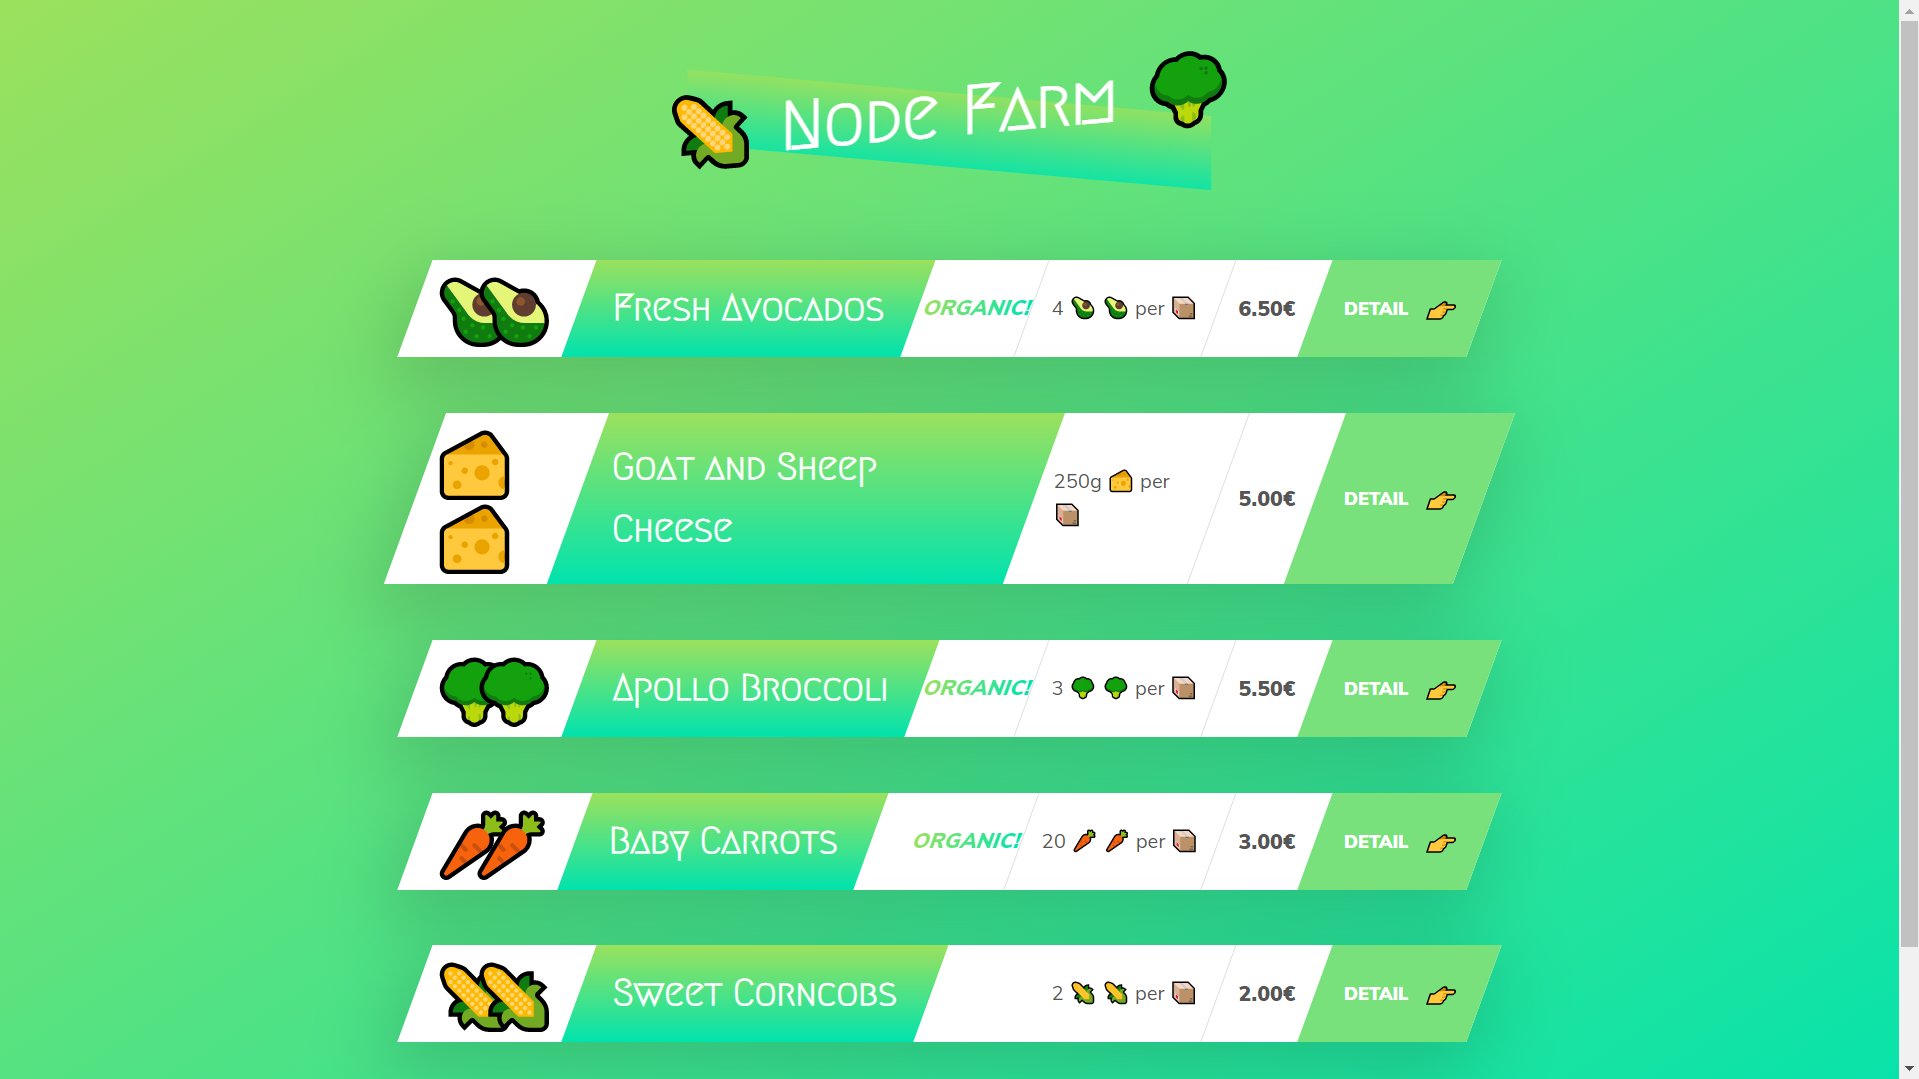 Node Farm
Fresh Avocados ORGANIC! 4 🥑🥑 per 📦 6.50€ DETAIL 👉
Goat and Sheep
Cheese
250g 🧀 per
📦
5.00€ DETAIL 👉
Apollo Broccoli ORGANIC! 3 🥦🥦 per 📦 5.50€ DETAIL 👉
Baby Carrots ORGANIC! 20 🥕🥕 per 📦 3.00€ DETAIL 👉
Sweet Corncobs 2 🌽🌽 per 📦 2.00€ DETAIL 👉